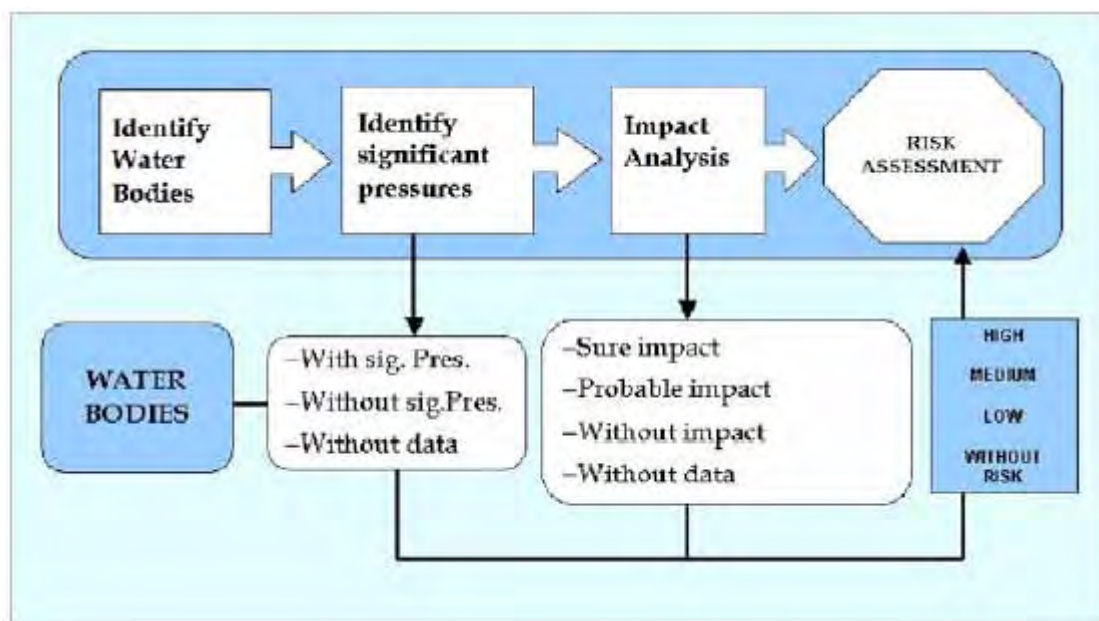 Identify
Water
Bodies
Identify
significant
pressures
Impact
Analysis
RISK
ASSESSMENT
WATER
BODIES
–With sig. Pres.
–Without sig.Pres.
–Without data
–Sure impact
–Probable impact
–Without impact
–Without data
HIGH
MEDIUM
LOW
WITHOUT
RISK